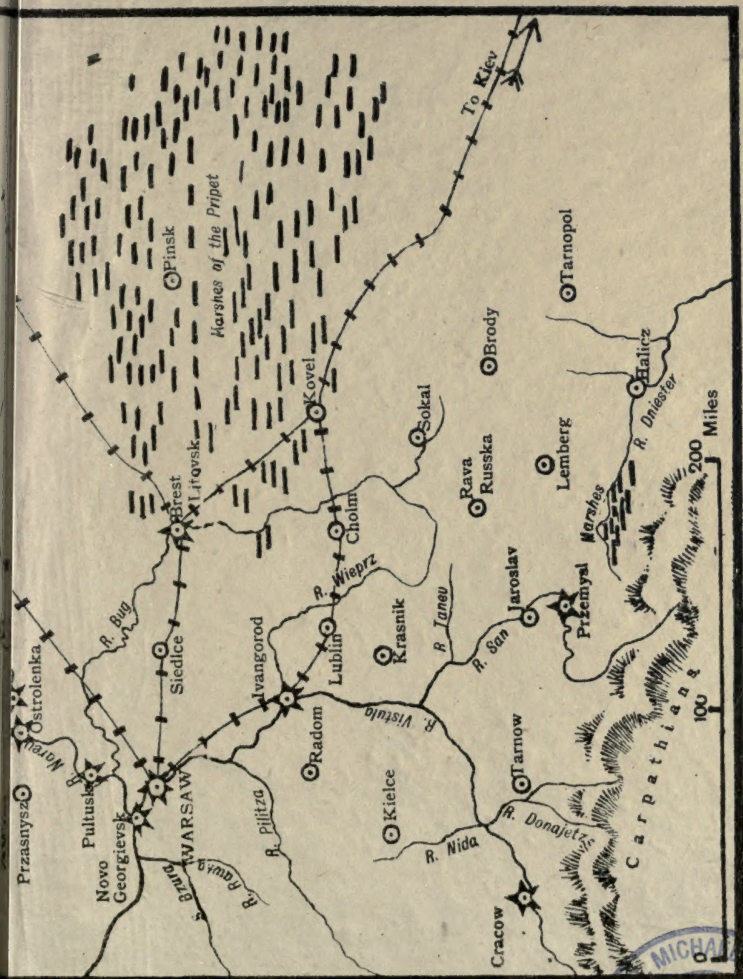 Przasnysz
Ostrolenka
R. Narew
Pultusk
Novo
Georgievsk
WARSAW
R. Bzura
R. Rawka
R. Bug
Siedlce
Brest
Litovsk
Pinsk
Marshes of the Pripet
To Kiev
R. Pilitza
Ivangorod
Radom
Lublin
R. Wieprz
Cholm
Kovel
Kielce
Krasnik
R. Vistula
R. Nida
R Taneu
R. San
Rava
Russka
Sokal
Brody
Tarnopol
Cracow
R. Donajetz
Tarnow
Jaroslav
Przemysl
Lemberg
Marshes
R. Dniester
Halicz
Carpathians
0
100
200
Miles